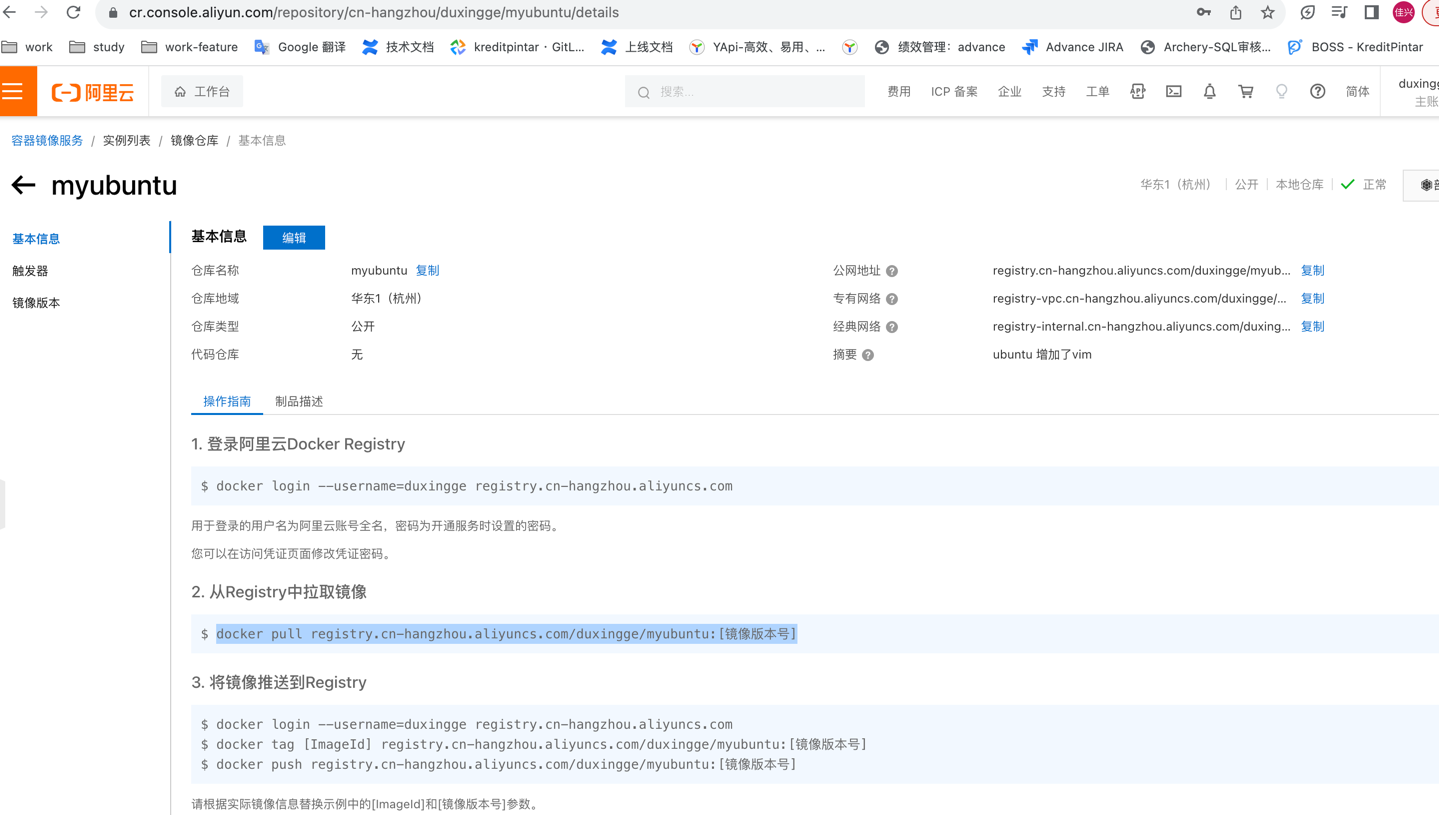 cr.console.aliyun.com/repository/cn-hangzhou/duxingge/myubuntu/details
佳兴
work study work-feature Google 翻译 技术文档 kreditpintar · GitL... 上线文档 YApi-高效、易用、... 绩效管理：advance Advance JIRA Archery-SQL审核... BOSS - KreditPintar
阿里云 工作台 搜索... 费用 ICP 备案 企业 支持 工单 简体 duxingg
主账
容器镜像服务 / 实例列表 / 镜像仓库 / 基本信息
myubuntu 华东1（杭州） 公开 本地仓库 正常
基本信息
触发器
镜像版本
基本信息 编辑
仓库名称 myubuntu 复制 公网地址 registry.cn-hangzhou.aliyuncs.com/duxingge/myub... 复制
仓库地域 华东1（杭州） 专有网络 registry-vpc.cn-hangzhou.aliyuncs.com/duxingge/... 复制
仓库类型 公开 经典网络 registry-internal.cn-hangzhou.aliyuncs.com/duxing... 复制
代码仓库 无 摘要 ubuntu 增加了vim
操作指南 制品描述
1. 登录阿里云Docker Registry
$ docker login --username=duxingge registry.cn-hangzhou.aliyuncs.com
用于登录的用户名为阿里云账号全名，密码为开通服务时设置的密码。
您可以在访问凭证页面修改凭证密码。
2. 从Registry中拉取镜像
$ docker pull registry.cn-hangzhou.aliyuncs.com/duxingge/myubuntu:[镜像版本号]
3. 将镜像推送到Registry
$ docker login --username=duxingge registry.cn-hangzhou.aliyuncs.com
$ docker tag [ImageId] registry.cn-hangzhou.aliyuncs.com/duxingge/myubuntu:[镜像版本号]
$ docker push registry.cn-hangzhou.aliyuncs.com/duxingge/myubuntu:[镜像版本号]
请根据实际镜像信息替换示例中的[ImageId]和[镜像版本号]参数。